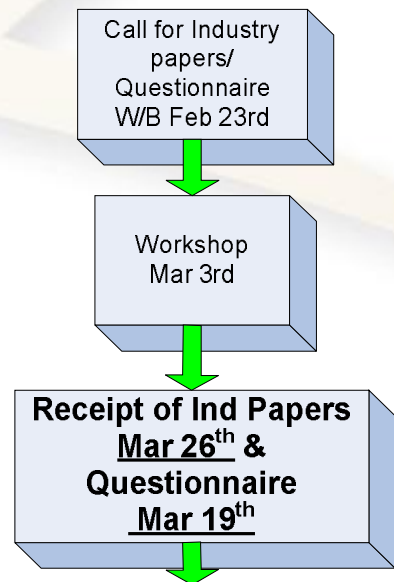 Call for Industry
papers/
Questionnaire
W/B Feb 23rd
Workshop
Mar 3rd
Receipt of Ind Papers
Mar 26th &
Questionnaire
Mar 19th